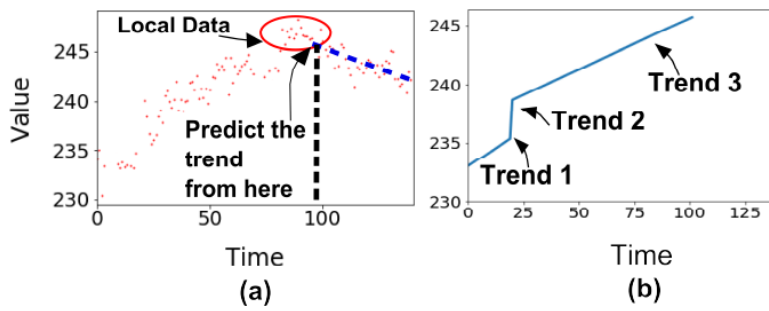 Local Data
245
240
235
230
Value
Predict the
trend
from here
0
50
100
Time
(a)
245
240
235
230
Trend 3
Trend 2
Trend 1
0
25
50
75
100
125
Time
(b)